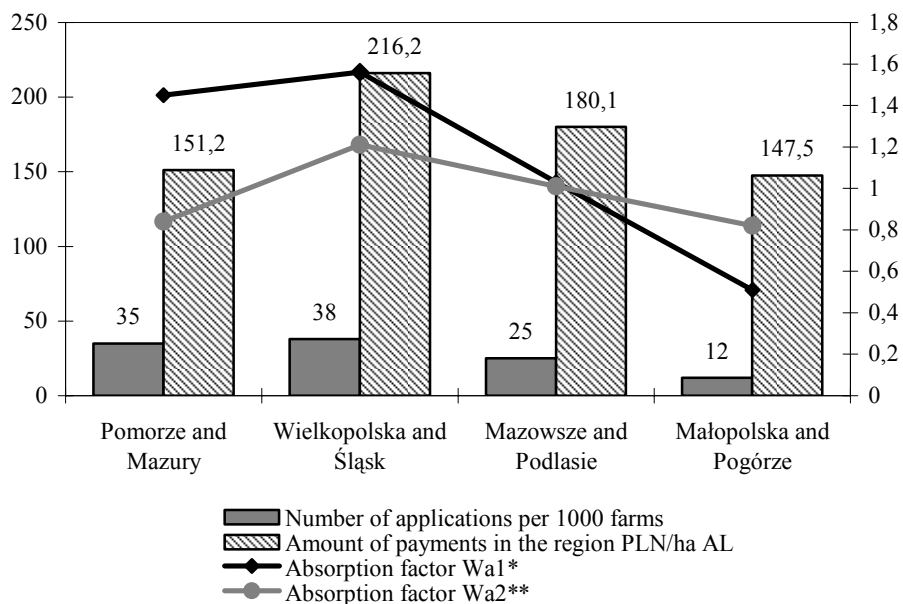 250
200
150
100
50
0
1,8
1,6
1,4
1,2
1
0,8
0,6
0,4
0,2
0
35
151,2
38
216,2
25
180,1
12
147,5
Pomorze and
Mazury
Wielkopolska and
Śląsk
Mazowsze and
Podlasie
Małopolska and
Pogórze
Number of applications per 1000 farms
Amount of payments in the region PLN/ha AL
Absorption factor Wa1*
Absorption factor Wa2**